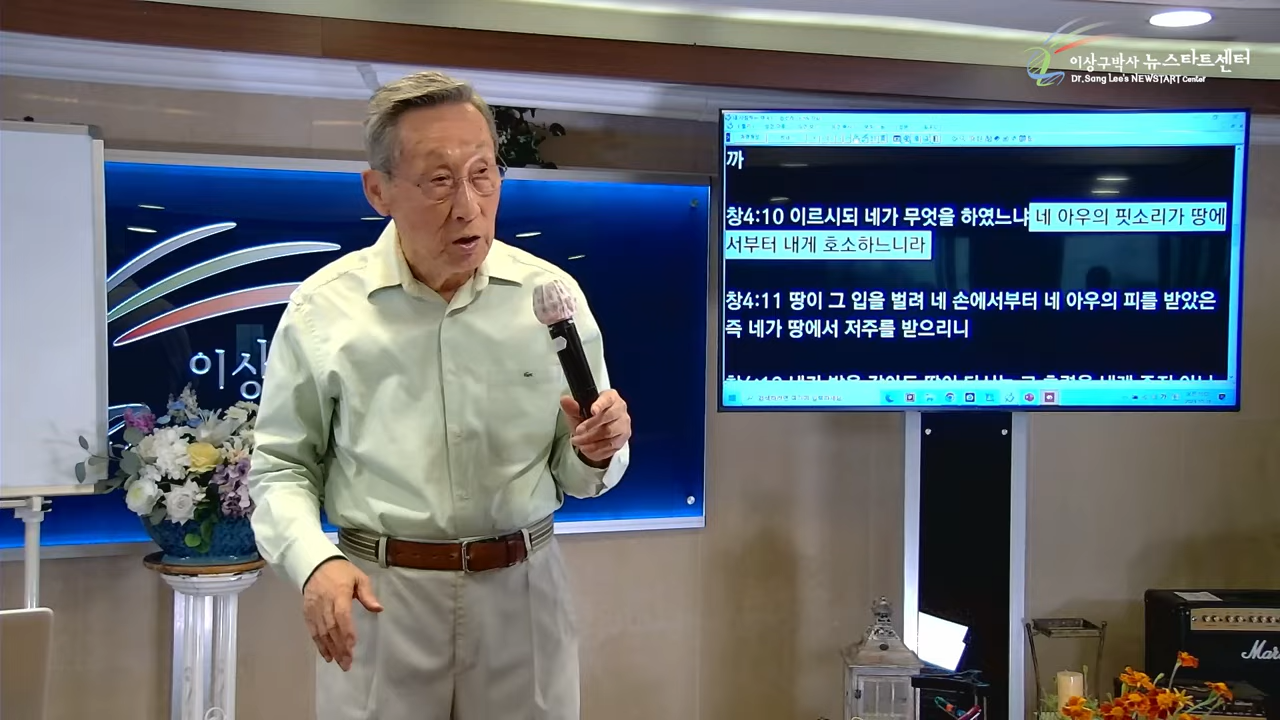 이상구박사 뉴스타트센터
Dr.Sang Lee's NEWSTART Center
까
창4:10 이르시되 네가 무엇을 하였느냐 네 아우의 핏소리가 땅에
서부터 내게 호소하느니라
창4:11 땅이 그 입을 벌려 네 손에서부터 네 아우의 피를 받았은
즉 네가 땅에서 저주를 받으리니
이상
Mar